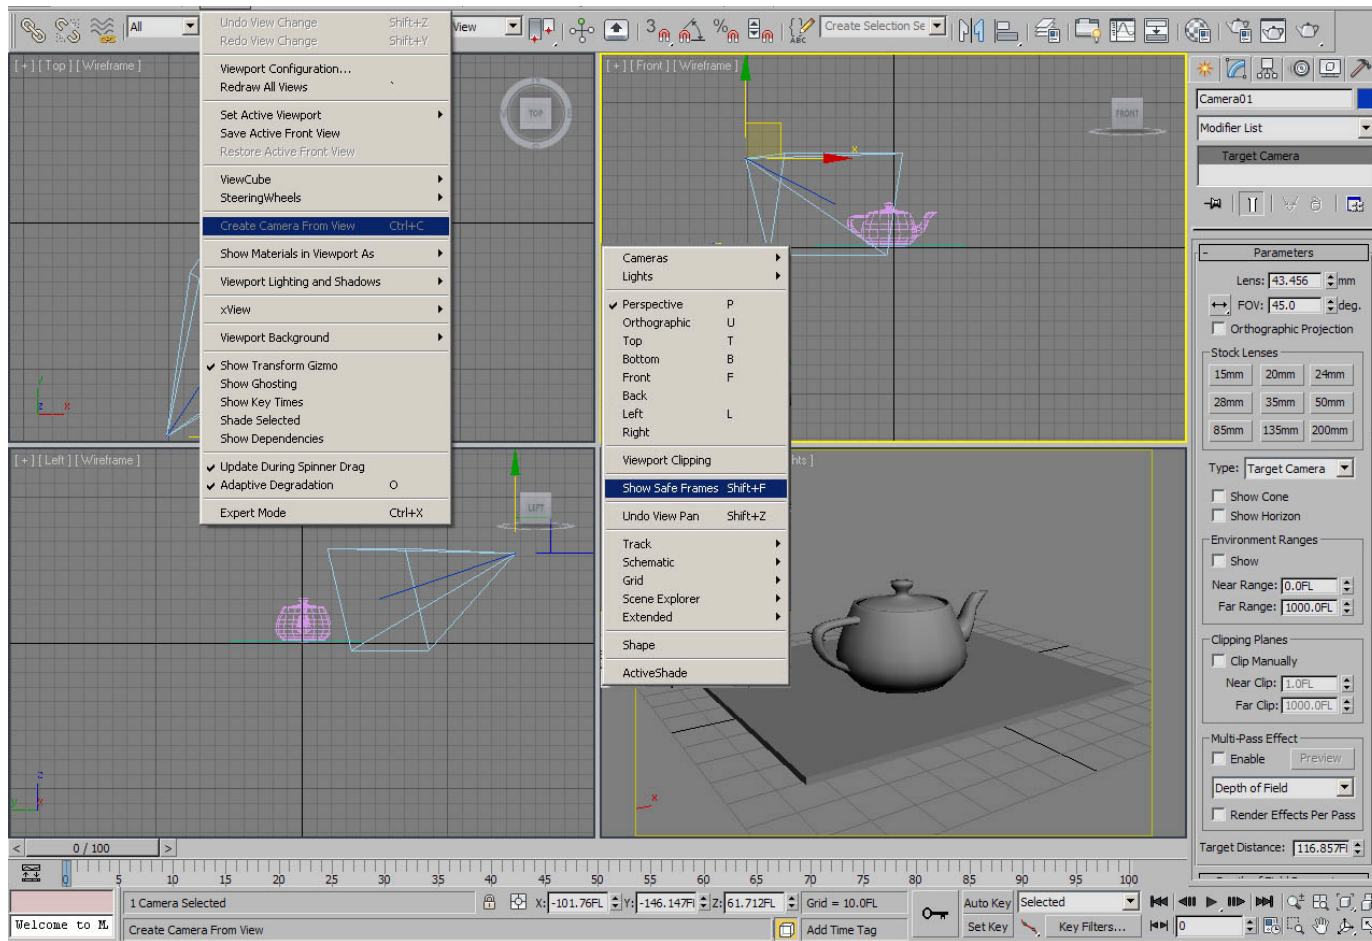 All
View
3
%
ABC
Create Selection Se
[ + ] [ Top ] [ Wireframe ]
TOP
Undo View Change Shift+Z
Redo View Change Shift+Y
Viewport Configuration...
Redraw All Views `
Set Active Viewport
Save Active Front View
Restore Active Front View
ViewCube
SteeringWheels
Create Camera From View Ctrl+C
Show Materials in Viewport As
Viewport Lighting and Shadows
xView
Viewport Background
Show Transform Gizmo
Show Ghosting
Show Key Times
Shade Selected
Show Dependencies
Update During Spinner Drag
Adaptive Degradation O
Expert Mode Ctrl+X
[ + ] [ Front ] [ Wireframe ]
FRONT
x
Cameras
Lights
Perspective P
Orthographic U
Top T
Bottom B
Front F
Back
Left L
Right
Viewport Clipping
Show Safe Frames Shift+F
Undo View Pan Shift+Z
Track
Schematic
Grid
Scene Explorer
Extended
Shape
ActiveShade
[ + ] [ Left ] [ Wireframe ]
LEFT
Camera01
Modifier List
Target Camera
Parameters
Lens: 43.456 mm
FOV: 45.0 deg.
Orthographic Projection
Stock Lenses
15mm 20mm 24mm
28mm 35mm 50mm
85mm 135mm 200mm
Type: Target Camera
Show Cone
Show Horizon
Environment Ranges
Show
Near Range: 0.0FL
Far Range: 1000.0FL
Clipping Planes
Clip Manually
Near Clip: 1.0FL
Far Clip: 1000.0FL
Multi-Pass Effect
Enable Preview
Depth of Field
Render Effects Per Pass
Target Distance: 116.857Fl
< 0 / 100 >
0 5 10 15 20 25 30 35 40 45 50 55 60 65 70 75 80 85 90 95 100
1 Camera Selected X: -101.76FL Y: -146.147Fl Z: 61.712FL Grid = 10.0FL Auto Key Selected
Welcome to M. Create Camera From View Add Time Tag Set Key Key Filters... 0